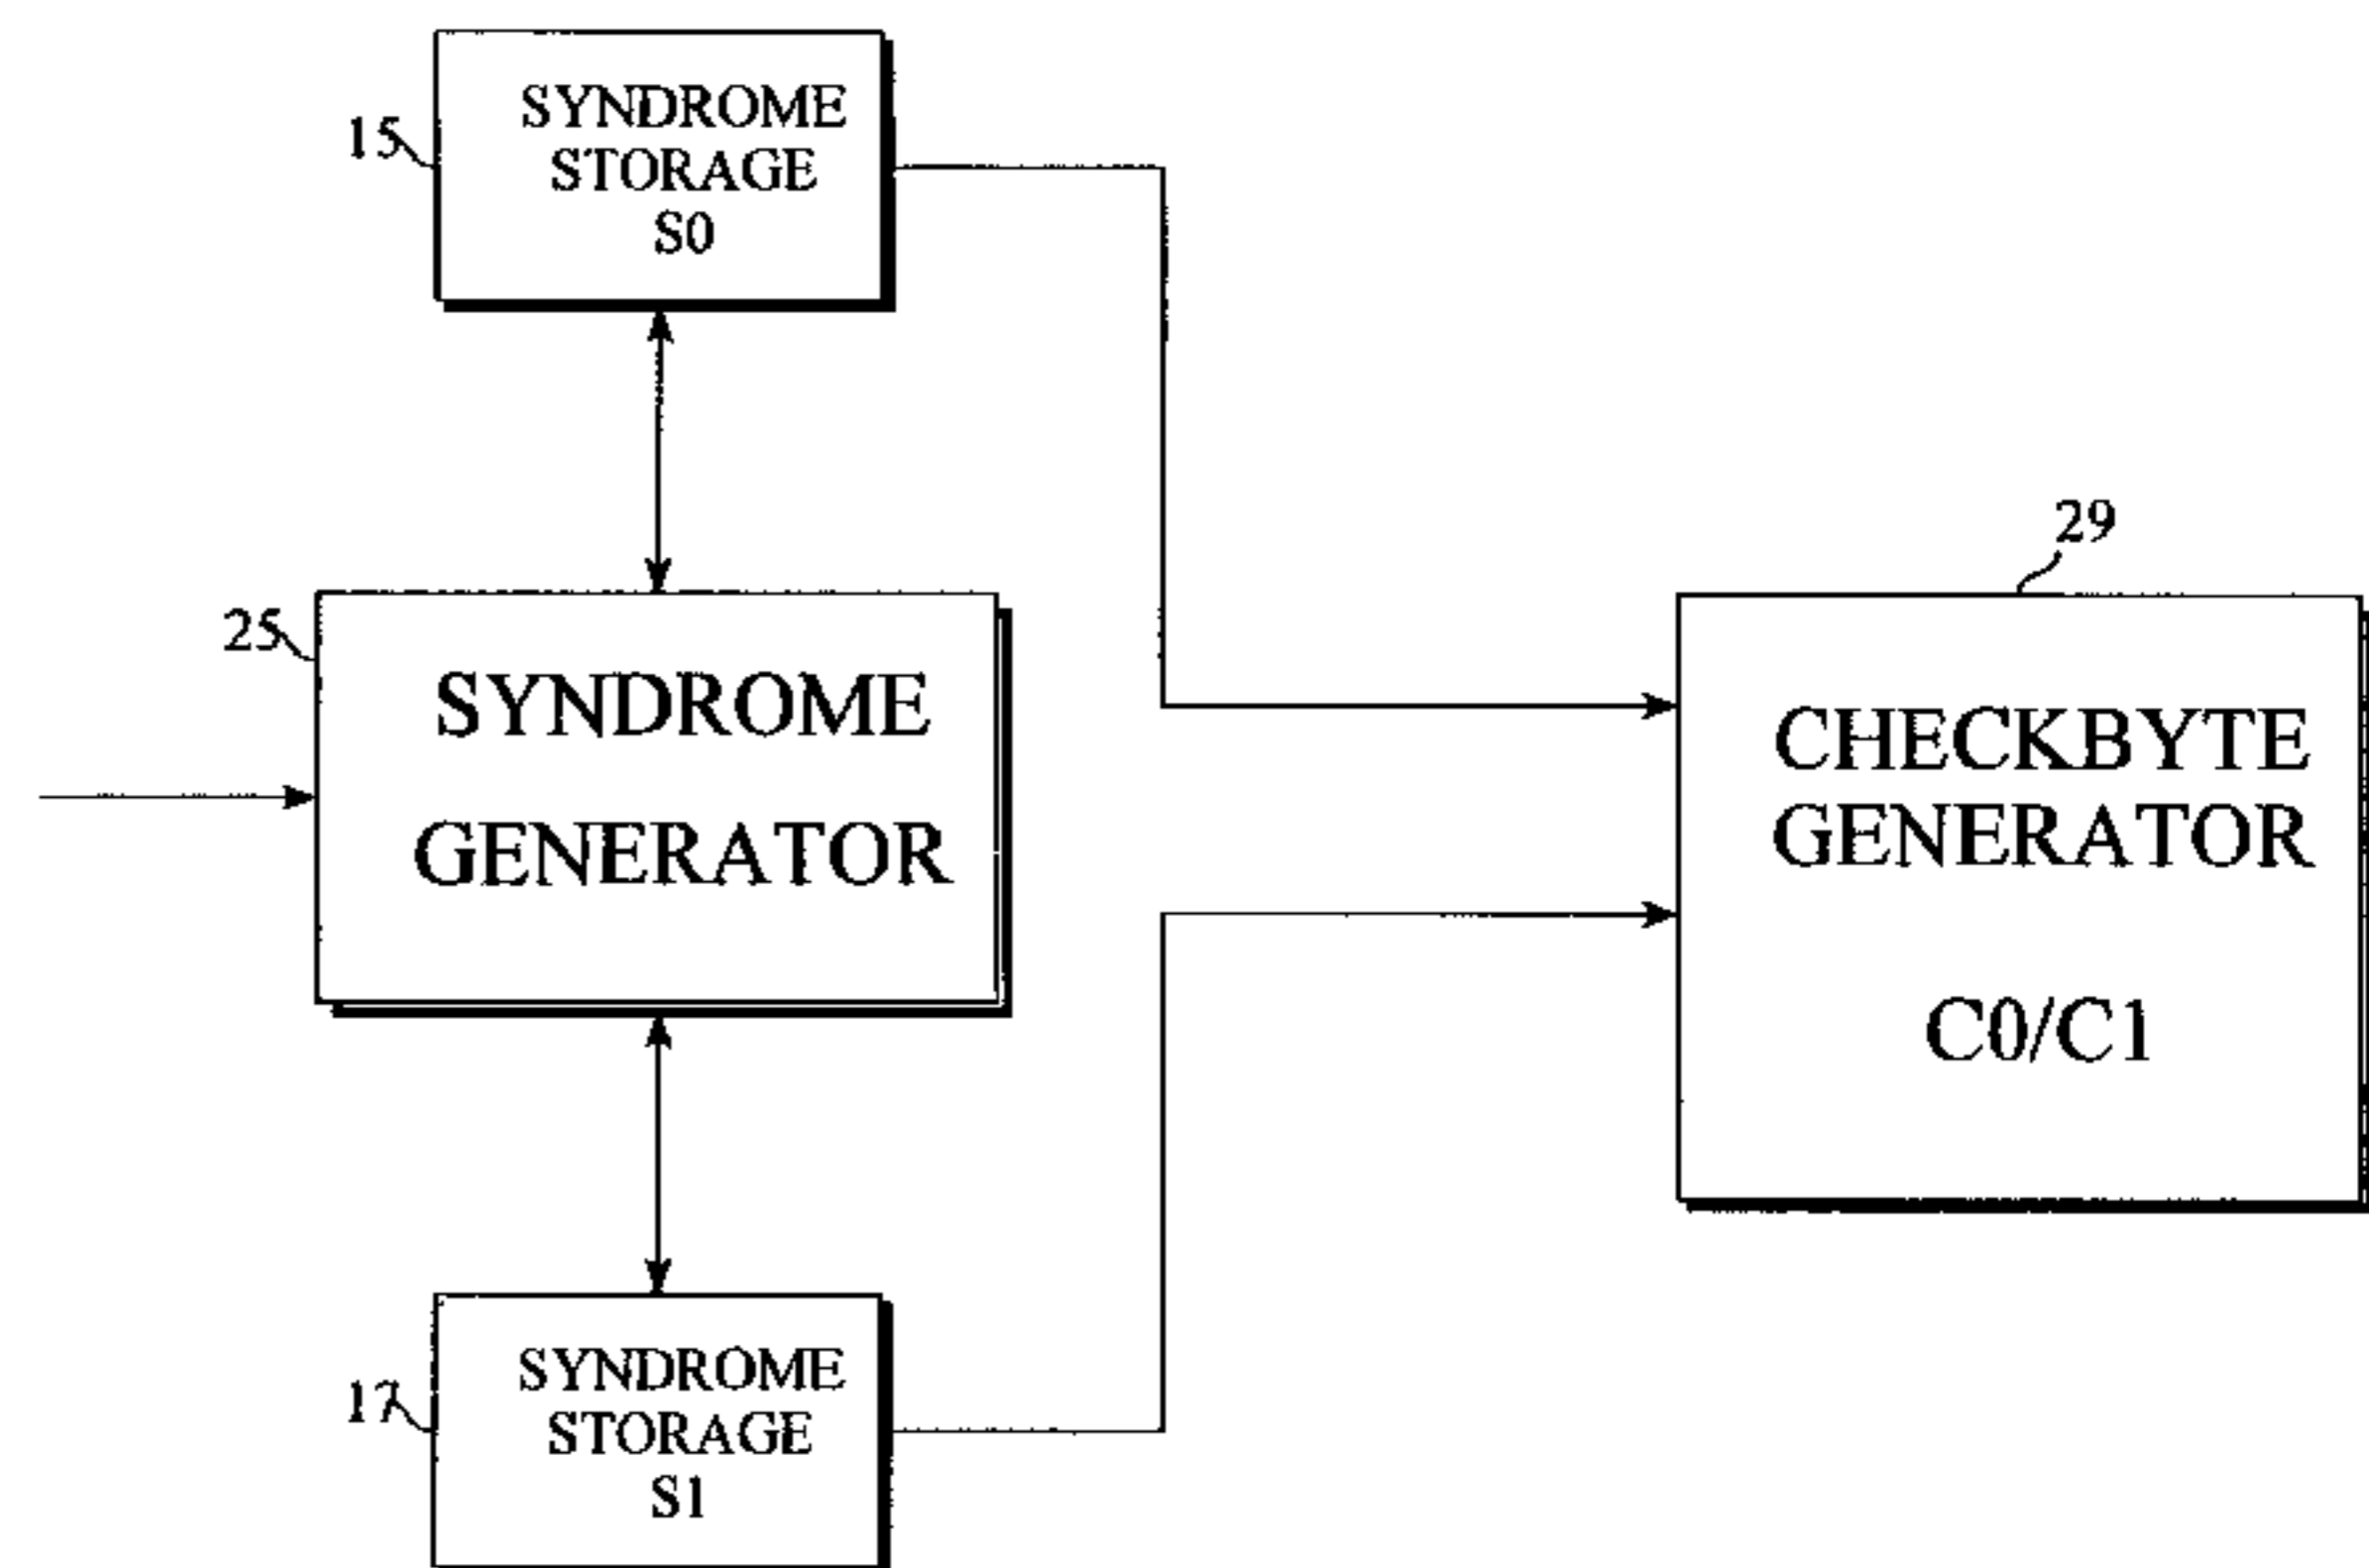 15
SYNDROME
STORAGE
S0
25
SYNDROME
GENERATOR
29
CHECKBYTE
GENERATOR
C0/C1
17
SYNDROME
STORAGE
S1